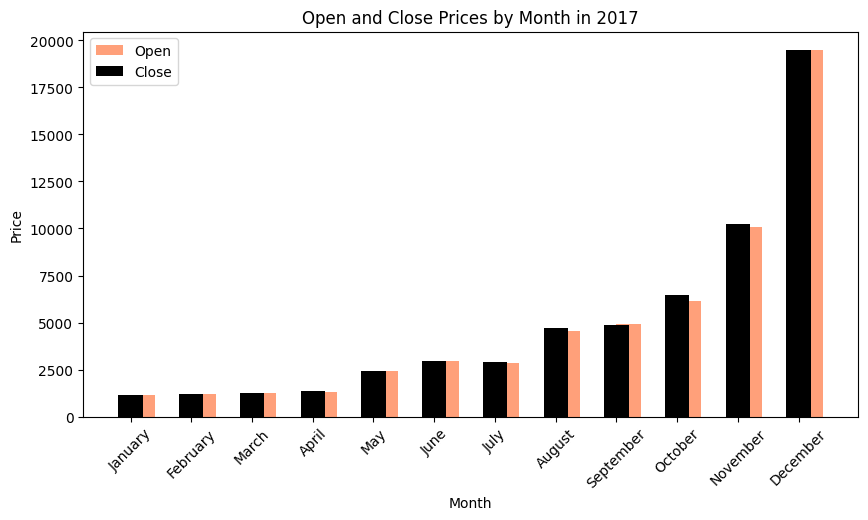 Open and Close Prices by Month in 2017
Open
Close
20000
17500
15000
12500
10000
7500
5000
2500
0
Price
January
February
March
April
May
June
July
August
September
October
November
December
Month